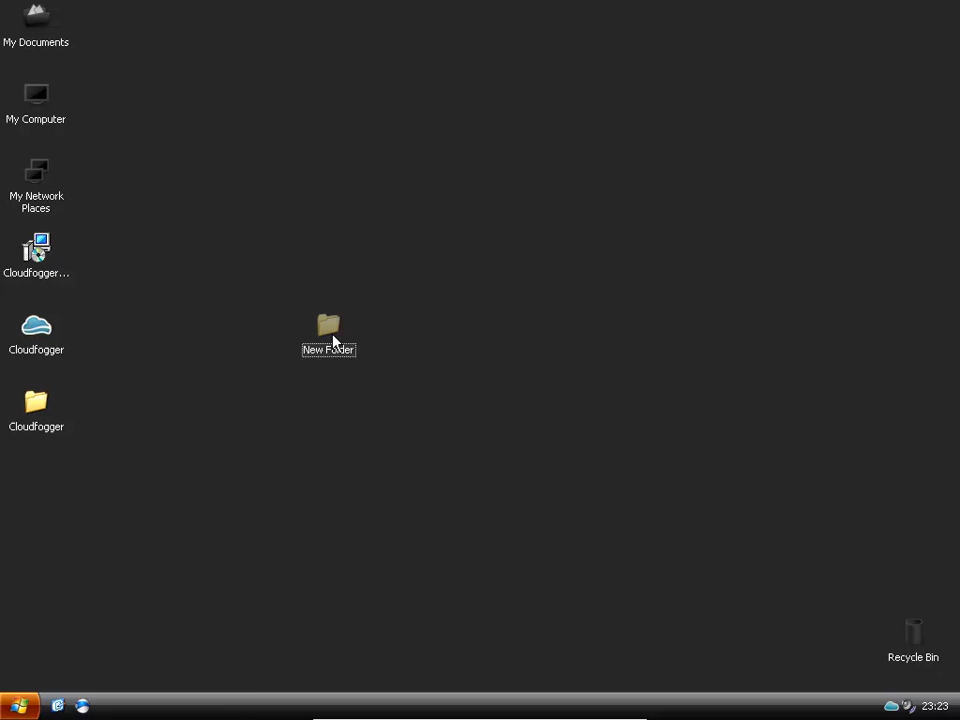 My Documents
My Computer
My Network
Places
Cloudfogger...
Cloudfogger
Cloudfogger
New Folder
Recycle Bin
23:23